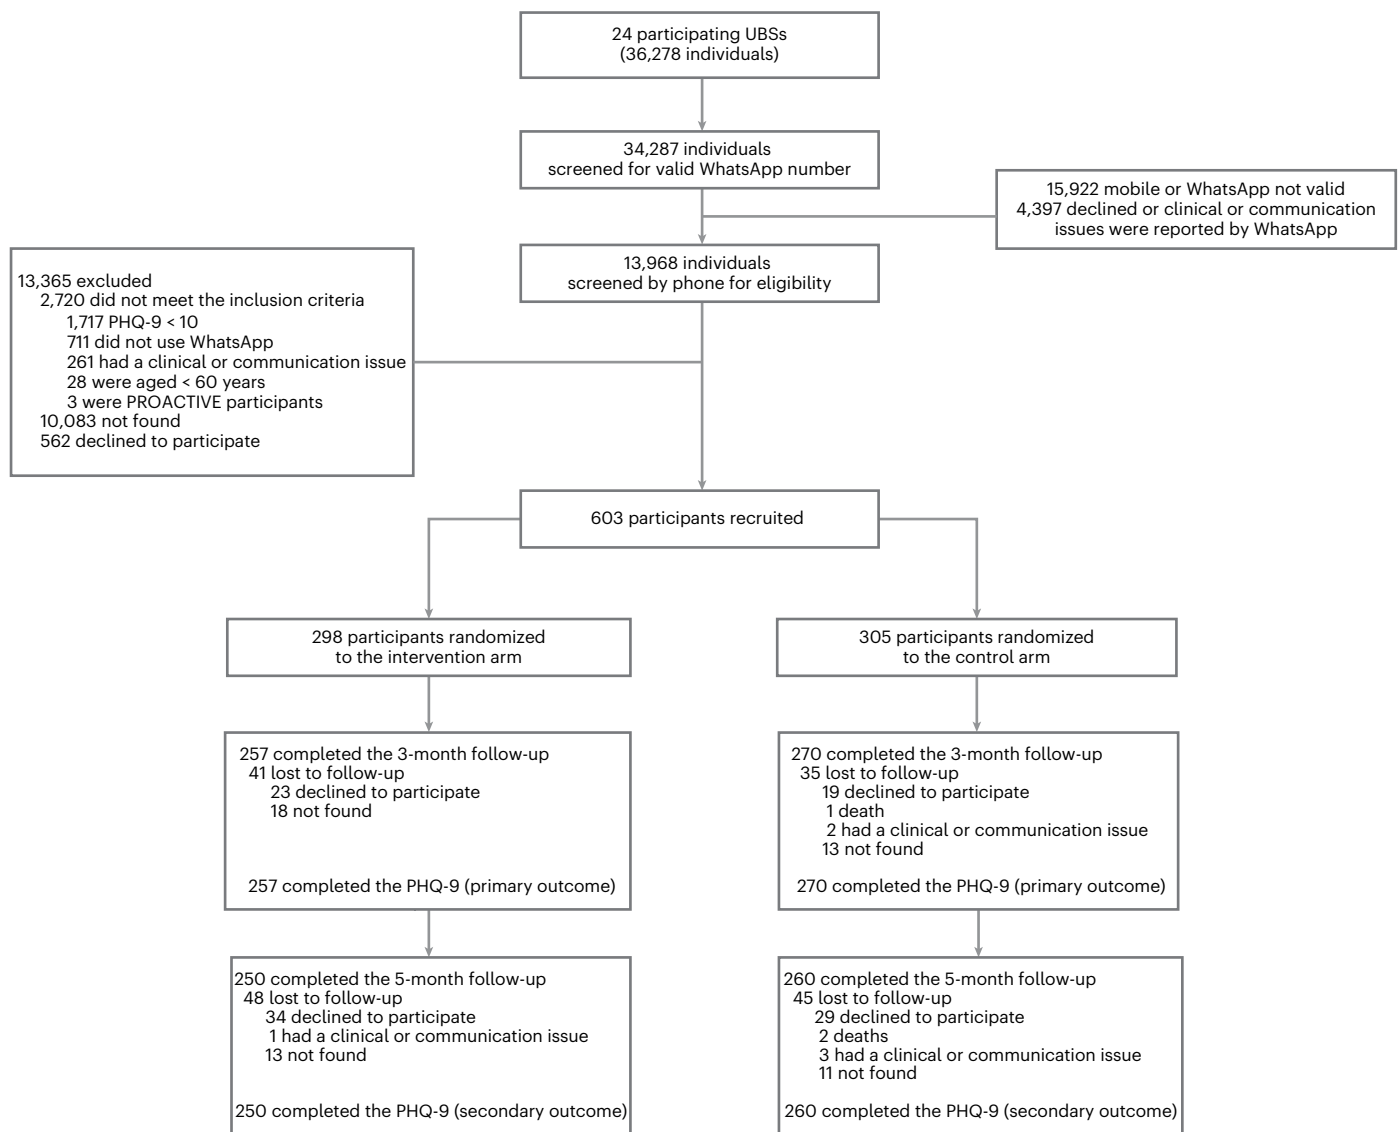 24 participating UBSs
(36,278 individuals)
34,287 individuals
screened for valid WhatsApp number
15,922 mobile or WhatsApp not valid
4,397 declined or clinical or communication
issues were reported by WhatsApp
13,968 individuals
screened by phone for eligibility
13,365 excluded
2,720 did not meet the inclusion criteria
1,717 PHQ-9 < 10
711 did not use WhatsApp
261 had a clinical or communication issue
28 were aged < 60 years
3 were PROACTIVE participants
10,083 not found
562 declined to participate
603 participants recruited
298 participants randomized
to the intervention arm
305 participants randomized
to the control arm
257 completed the 3-month follow-up
41 lost to follow-up
23 declined to participate
18 not found
257 completed the PHQ-9 (primary outcome)
270 completed the 3-month follow-up
35 lost to follow-up
19 declined to participate
1 death
2 had a clinical or communication issue
13 not found
270 completed the PHQ-9 (primary outcome)
250 completed the 5-month follow-up
48 lost to follow-up
34 declined to participate
1 had a clinical or communication issue
13 not found
250 completed the PHQ-9 (secondary outcome)
260 completed the 5-month follow-up
45 lost to follow-up
29 declined to participate
2 deaths
3 had a clinical or communication issue
11 not found
260 completed the PHQ-9 (secondary outcome)